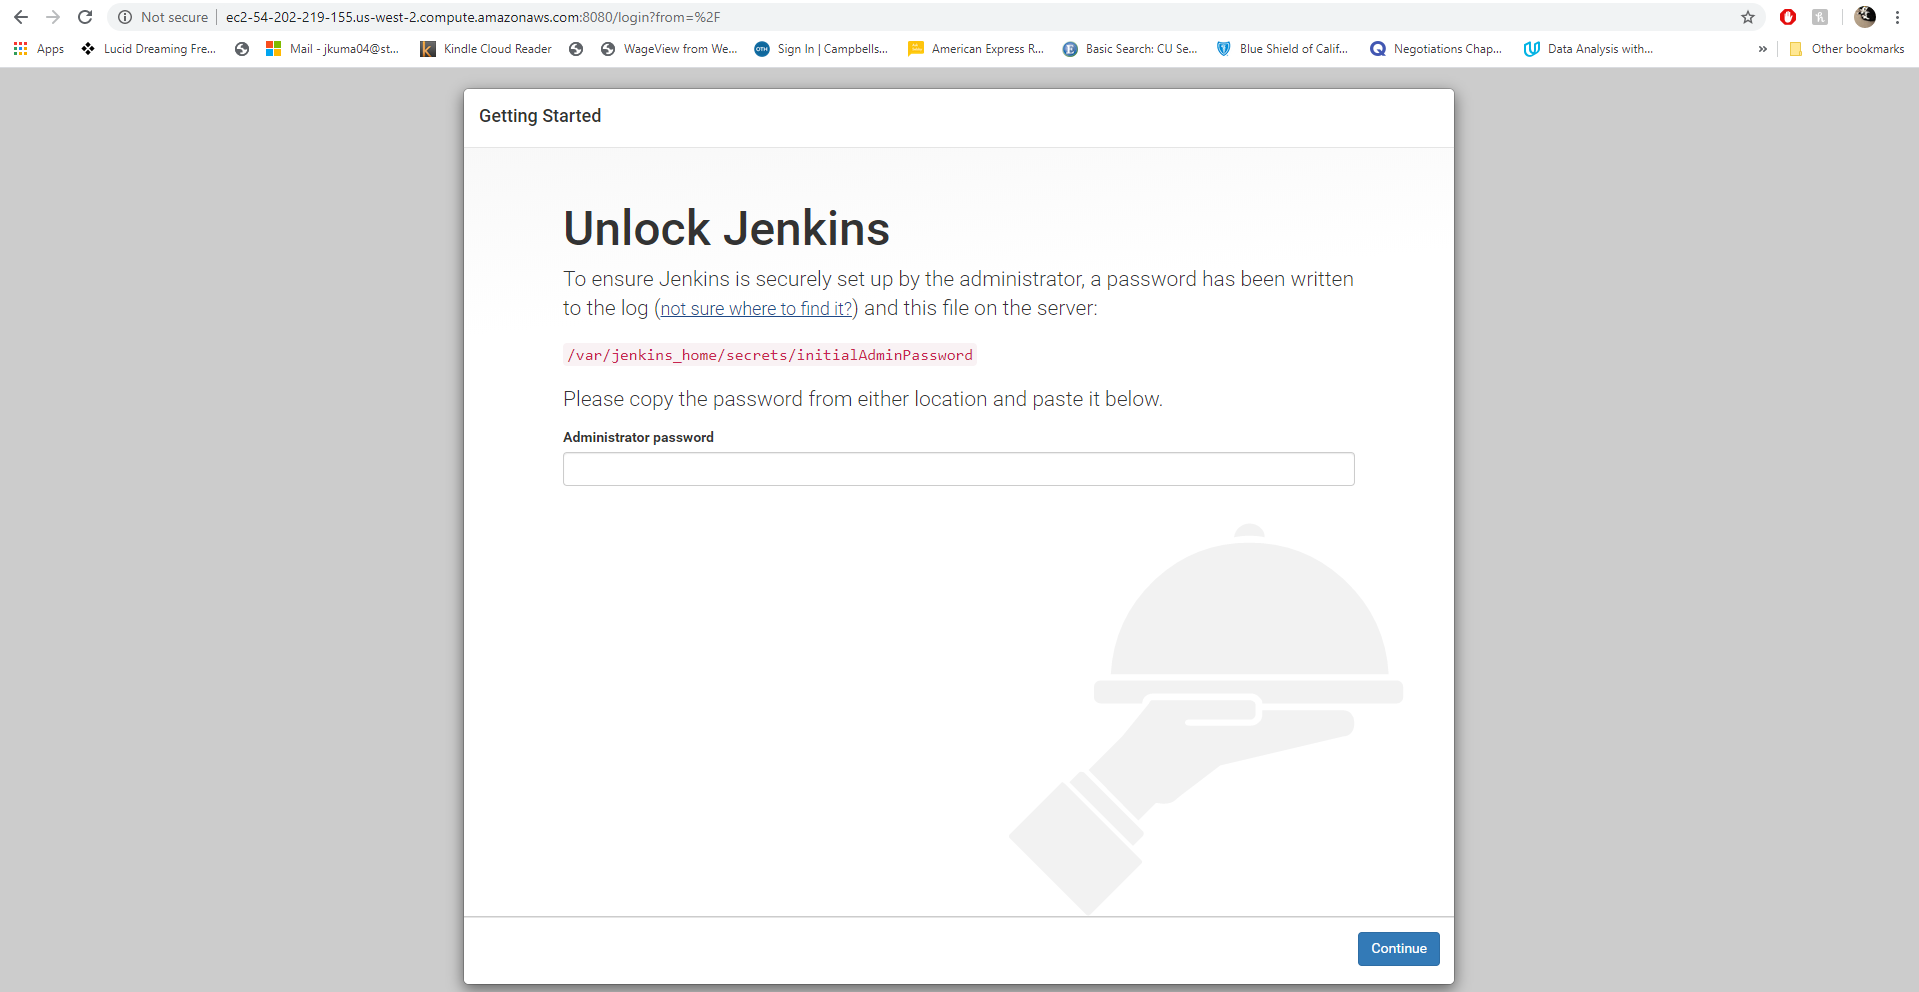 Not secure | ec2-54-202-219-155.us-west-2.compute.amazonaws.com:8080/login?from=%2F
Apps Lucid Dreaming Fre... Mail - jkuma04@st... Kindle Cloud Reader WageView from We... OTH Sign In | Campbells... American Express R... Basic Search: CU Se... Blue Shield of Calif... Negotiations Chap... Data Analysis with... » Other bookmarks
Getting Started
Unlock Jenkins
To ensure Jenkins is securely set up by the administrator, a password has been written
to the log (not sure where to find it?) and this file on the server:
/var/jenkins_home/secrets/initialAdminPassword
Please copy the password from either location and paste it below.
Administrator password
Continue